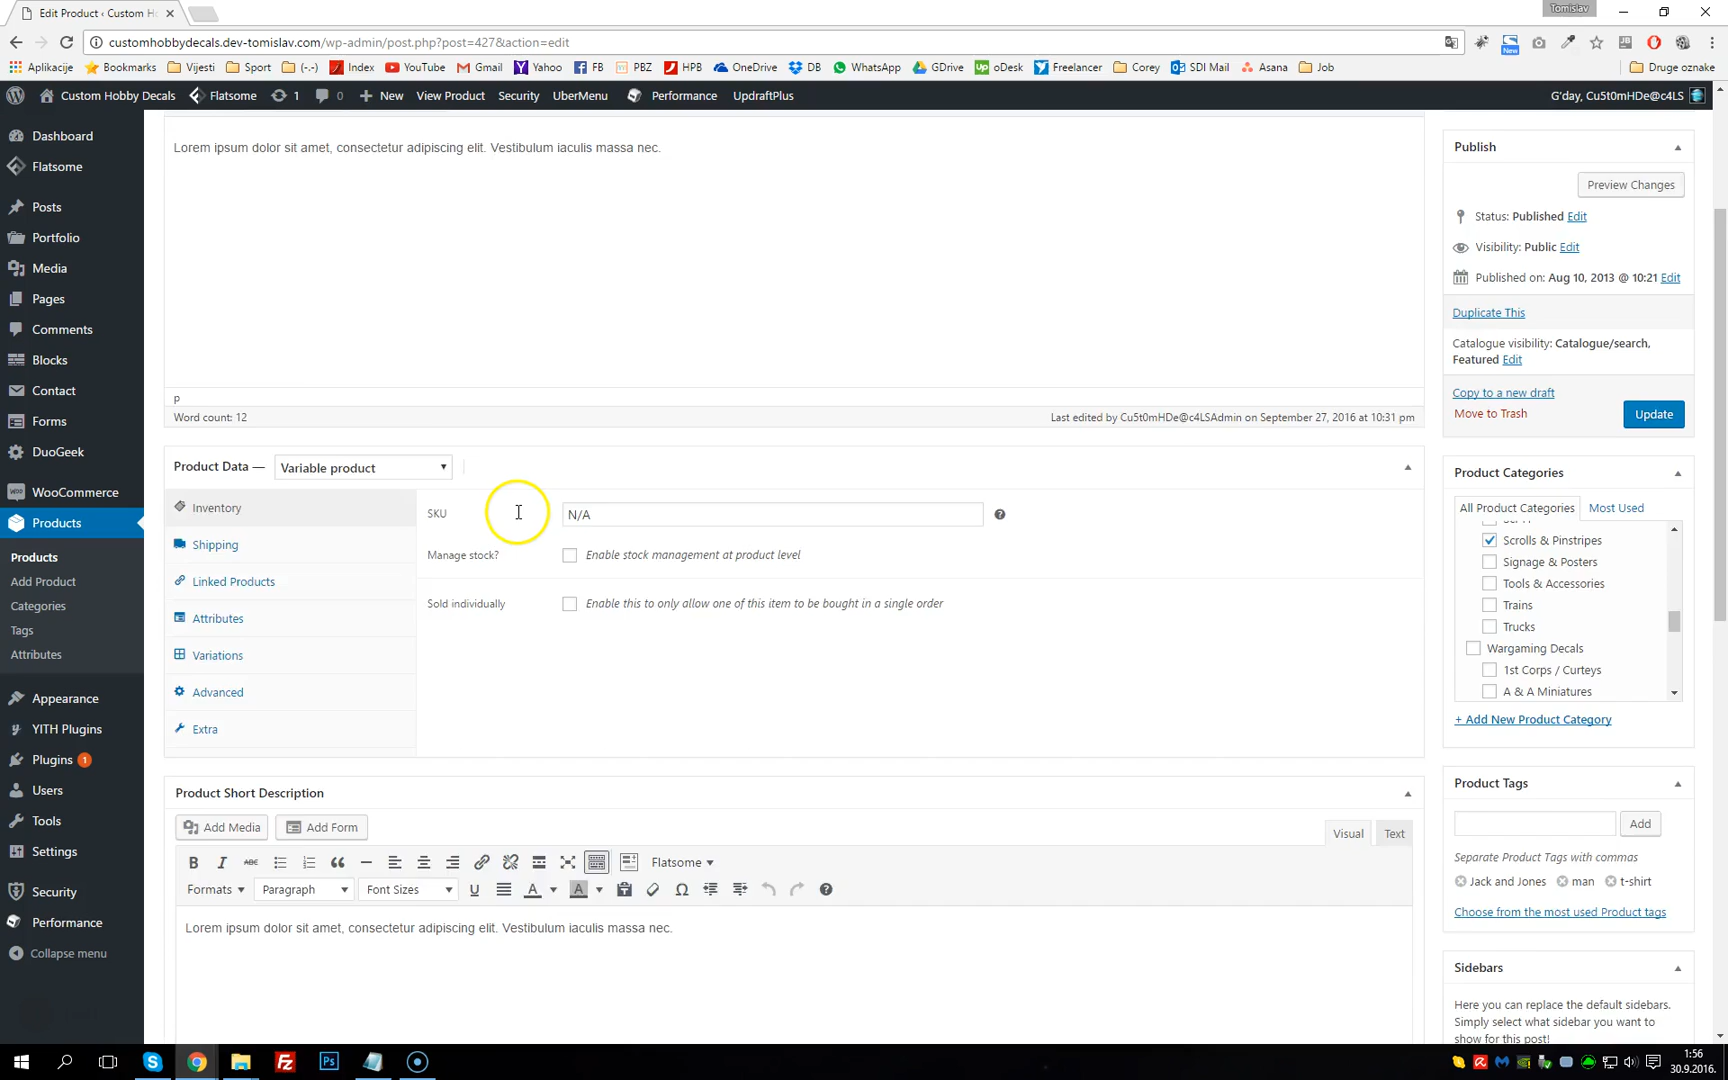 Edit Product ‹ Custom H
Tomislav
customhobbydecals.dev-tomislav.com/wp-admin/post.php?post=427&action=edit
New
Aplikacije Bookmarks Vijesti Sport (-.-) Index YouTube Gmail Yahoo FB PBZ HPB OneDrive DB WhatsApp GDrive oDesk Freelancer Corey SDI Mail Asana Job Druge oznake
Custom Hobby Decals Flatsome 1 0 New View Product Security UberMenu Performance UpdraftPlus G'day, Cu5t0mHDe@c4LS
Dashboard
Flatsome
Posts
Portfolio
Media
Pages
Comments
Blocks
Contact
Forms
DuoGeek
WooCommerce
Products
Products
Add Product
Categories
Tags
Attributes
Appearance
YITH Plugins
Plugins 1
Users
Tools
Settings
Security
Performance
Collapse menu
Lorem ipsum dolor sit amet, consectetur adipiscing elit. Vestibulum iaculis massa nec.
p
Word count: 12
Last edited by Cu5t0mHDe@c4LSAdmin on September 27, 2016 at 10:31 pm
Product Data — Variable product
Inventory
Shipping
Linked Products
Attributes
Variations
Advanced
Extra
SKU N/A
Manage stock? Enable stock management at product level
Sold individually Enable this to only allow one of this item to be bought in a single order
Product Short Description
Add Media Add Form
Visual Text
B I ABC Flatsome
Formats Paragraph Font Sizes U A A Ω
Lorem ipsum dolor sit amet, consectetur adipiscing elit. Vestibulum iaculis massa nec.
Publish
Preview Changes
Status: Published Edit
Visibility: Public Edit
Published on: Aug 10, 2013 @ 10:21 Edit
Duplicate This
Catalogue visibility: Catalogue/search,
Featured Edit
Copy to a new draft
Move to Trash
Update
Product Categories
All Product Categories Most Used
Scrolls & Pinstripes
Signage & Posters
Tools & Accessories
Trains
Trucks
Wargaming Decals
1st Corps / Curteys
A & A Miniatures
+ Add New Product Category
Product Tags
Add
Separate Product Tags with commas
Jack and Jones man t-shirt
Choose from the most used Product tags
Sidebars
Here you can replace the default sidebars.
Simply select what sidebar you want to
show for this post!
1:56
30.9.2016.